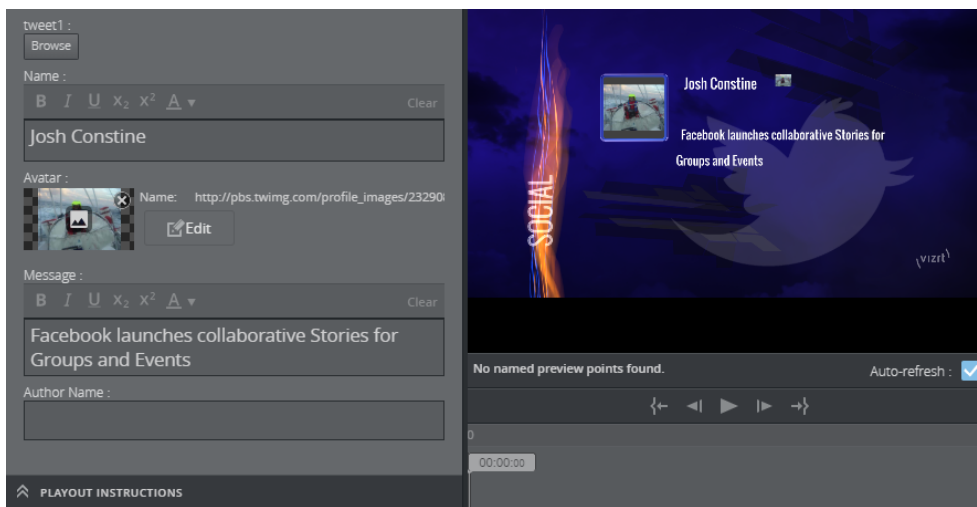 tweet1 :
Browse
Name :
B I U X₂ X² A Clear
Josh Constine
Avatar :
Name: http://pbs.twimg.com/profile_images/23290
Edit
Message :
B I U X₂ X² A Clear
Facebook launches collaborative Stories for
Groups and Events
Author Name :
PLAYOUT INSTRUCTIONS
Josh Constine
Facebook launches collaborative Stories for
Groups and Events
SOCIAL
(vizrt)
No named preview points found. Auto-refresh :
0
00:00:00